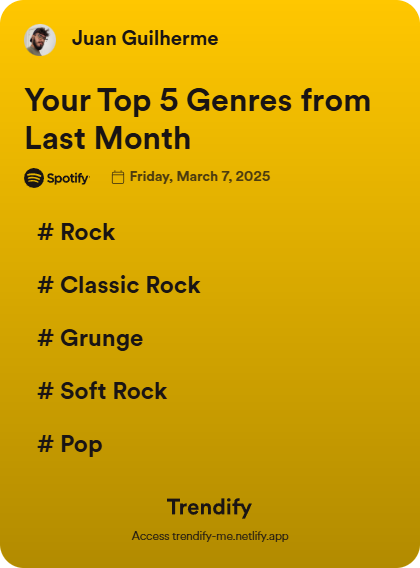 Juan Guilherme
Your Top 5 Genres from
Last Month
Spotify
Friday, March 7, 2025
# Rock
# Classic Rock
# Grunge
# Soft Rock
# Pop
Trendify
Access trendify-me.netlify.app